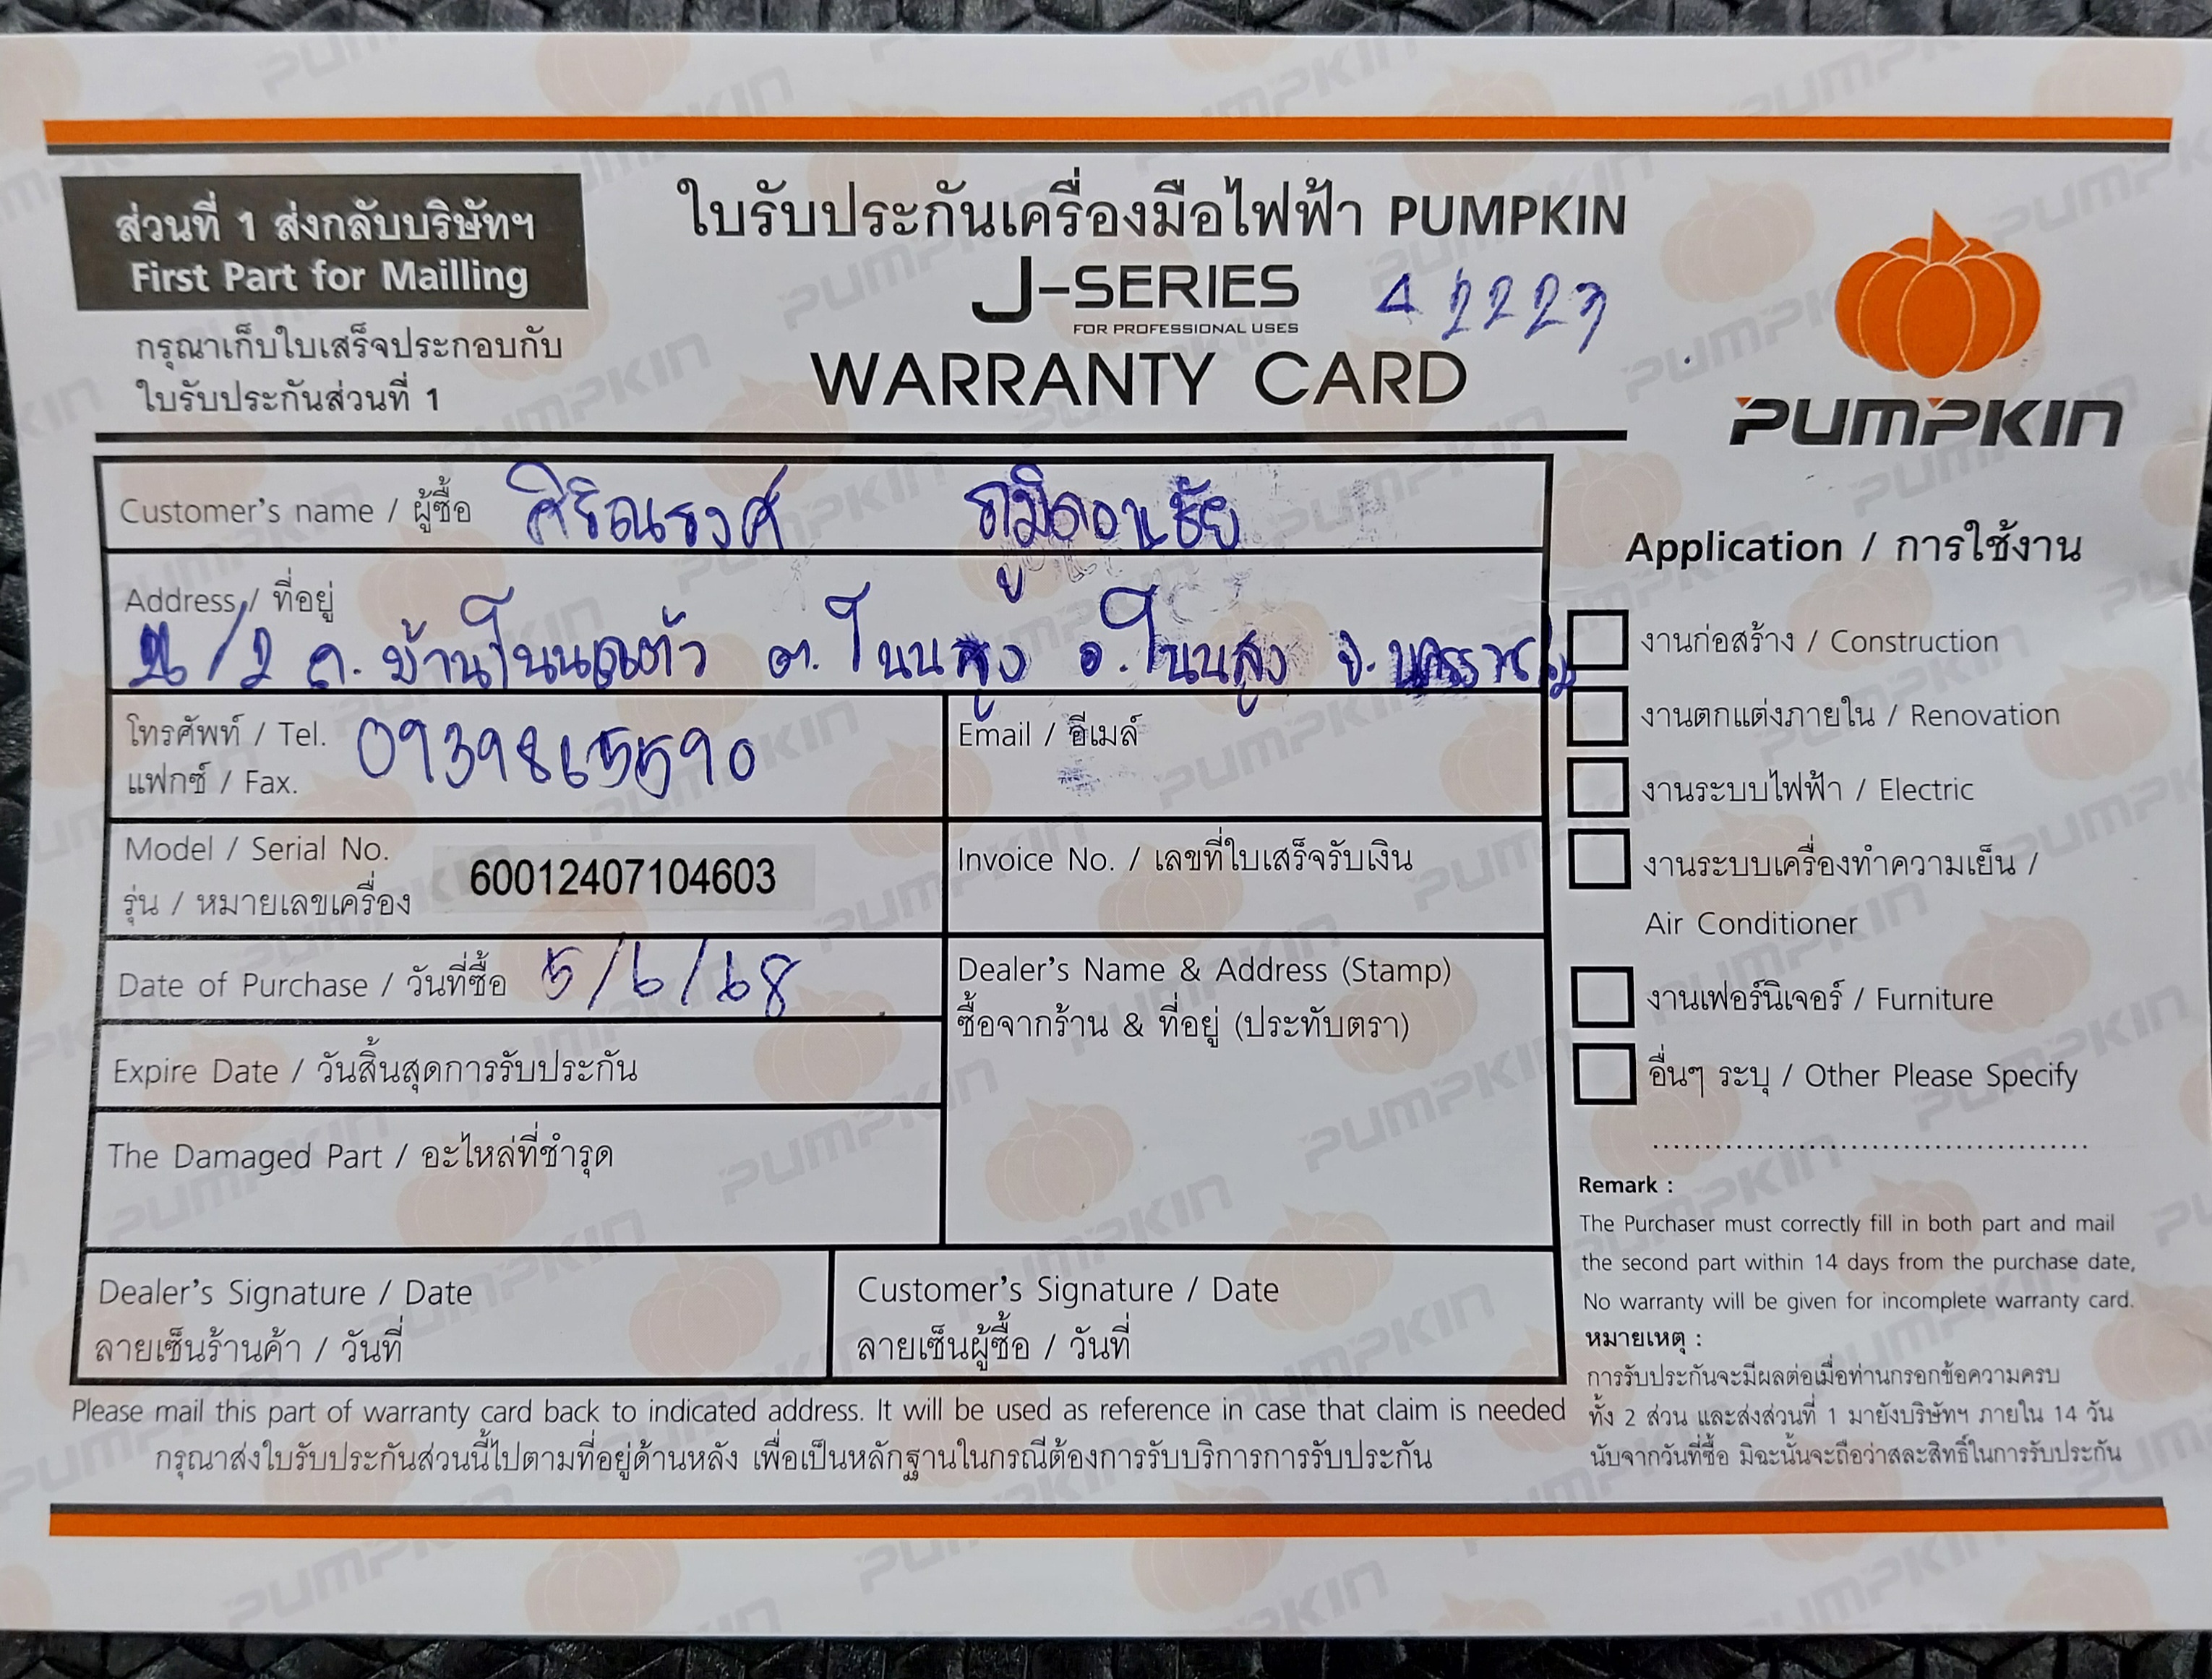 ส่วนที่ 1 ส่งกลับบริษัทฯ
First Part for Mailling
กรุณาเก็บใบเสร็จประกอบกับ
ใบรับประกันส่วนที่ 1
ใบรับประกันเครื่องมือไฟฟ้า PUMPKIN
J-SERIES
FOR PROFESSIONAL USES
WARRANTY CARD
PUMPKIN
Customer's name / ผู้ซื้อ
Address / ที่อยู่
/2 ถ. ต. โนนสูง อ. โนนสูง จ.
โทรศัพท์ / Tel. 0939865590
แฟกซ์ / Fax.
Email / อีเมล์
Model / Serial No. 60012407104603
รุ่น / หมายเลขเครื่อง
Invoice No. / เลขที่ใบเสร็จรับเงิน
Date of Purchase / วันที่ซื้อ 5/6/68
Dealer's Name & Address (Stamp)
ซื้อจากร้าน & ที่อยู่ (ประทับตรา)
Expire Date / วันสิ้นสุดการรับประกัน
The Damaged Part / อะไหล่ที่ชำรุด
Dealer's Signature / Date
ลายเซ็นร้านค้า / วันที่
Customer's Signature / Date
ลายเซ็นผู้ซื้อ / วันที่
Please mail this part of warranty card back to indicated address. It will be used as reference in case that claim is needed
กรุณาส่งใบรับประกันส่วนนี้ไปตามที่อยู่ด้านหลัง เพื่อเป็นหลักฐานในกรณีต้องการรับบริการการรับประกัน
Application / การใช้งาน
งานก่อสร้าง / Construction
งานตกแต่งภายใน / Renovation
งานระบบไฟฟ้า / Electric
งานระบบเครื่องทำความเย็น /
Air Conditioner
งานเฟอร์นิเจอร์ / Furniture
อื่นๆ ระบุ / Other Please Specify
Remark :
The Purchaser must correctly fill in both part and mail
the second part within 14 days from the purchase date,
No warranty will be given for incomplete warranty card.
หมายเหตุ :
การรับประกันจะมีผลต่อเมื่อท่านกรอกข้อความครบ
ทั้ง 2 ส่วน และส่งส่วนที่ 1 มายังบริษัทฯ ภายใน 14 วัน
นับจากวันที่ซื้อ มิฉะนั้นจะถือว่าสละสิทธิ์ในการรับประกัน